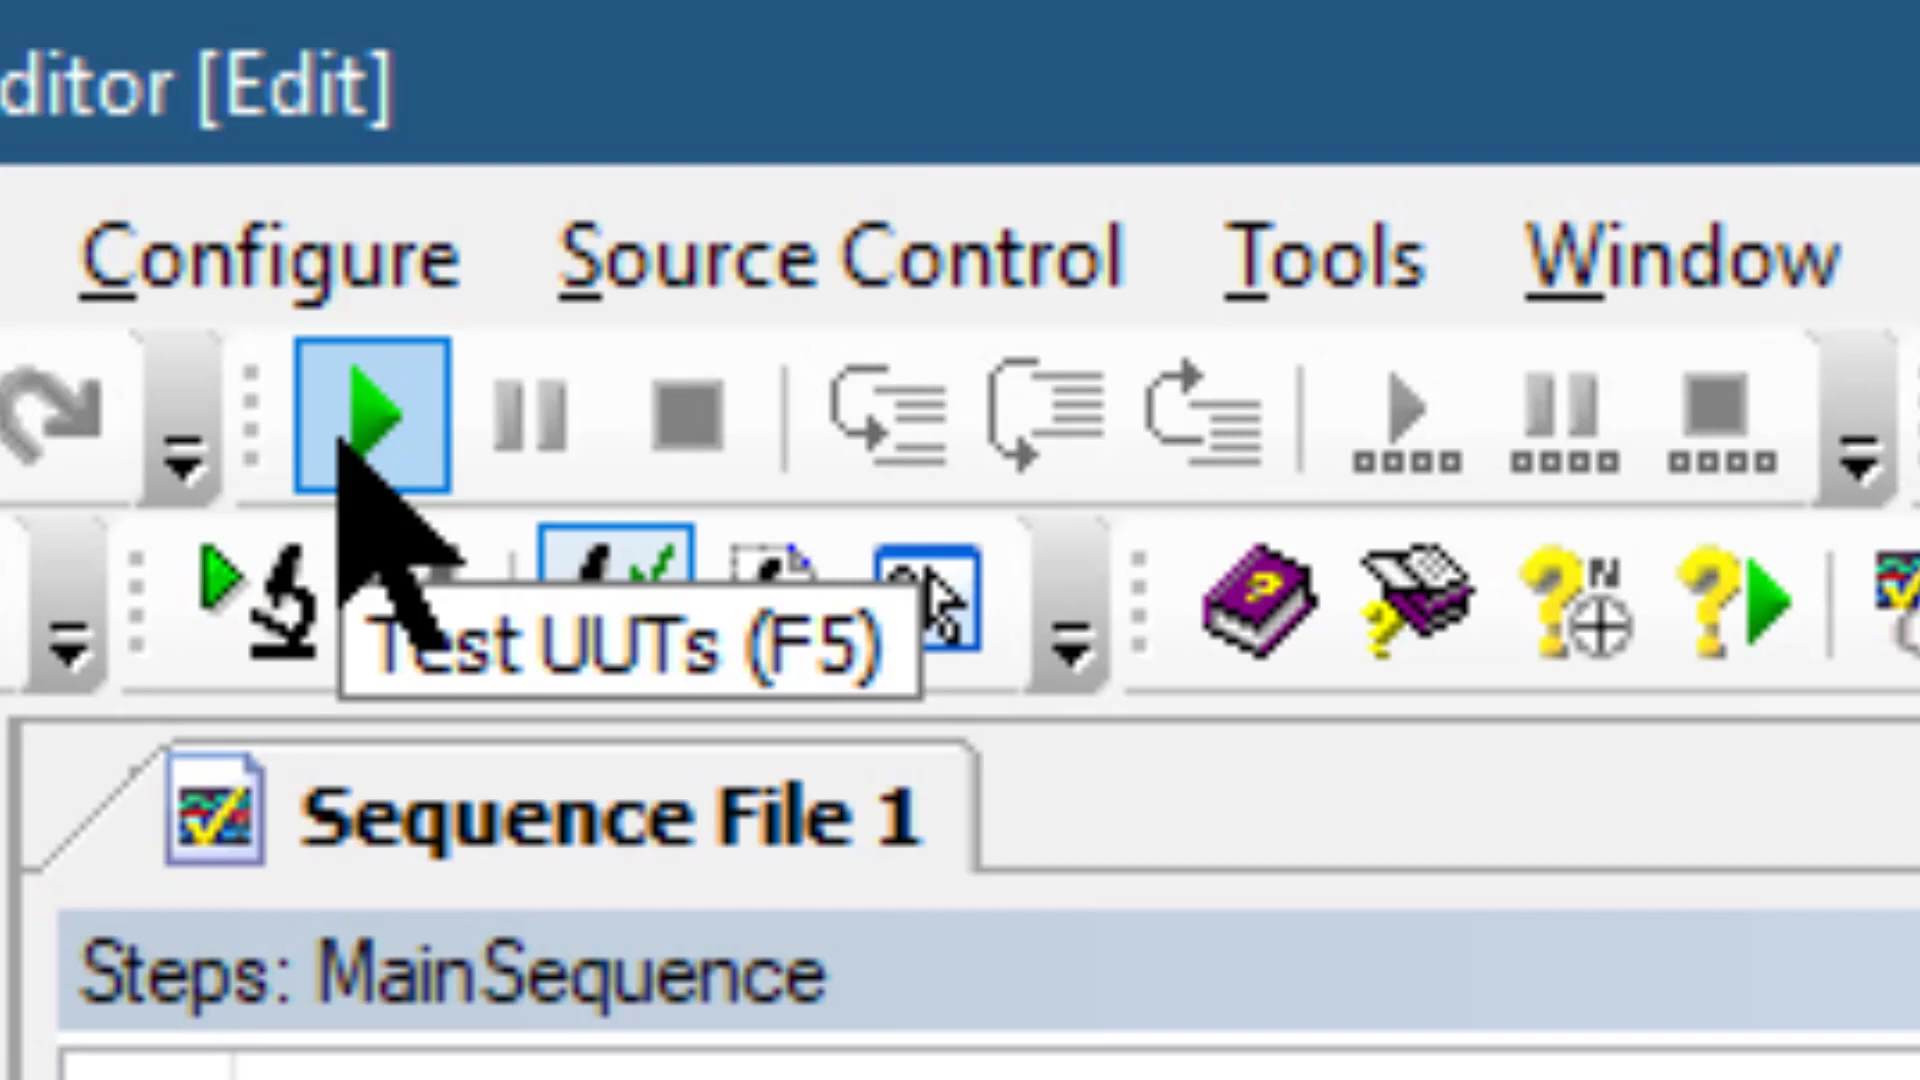 ditor [Edit]
Configure Source Control Tools Window
Test UUTs (F5)
Sequence File 1
Steps: MainSequence